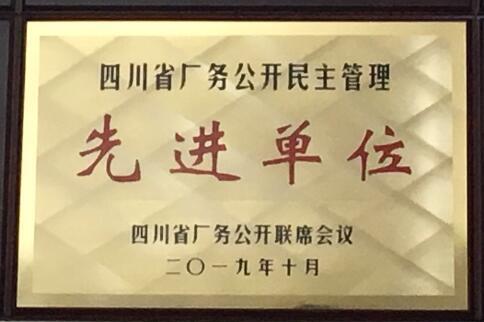 四川省厂务公开民主管理
先进单位
四川省厂务公开联席会议
二〇一九年十月